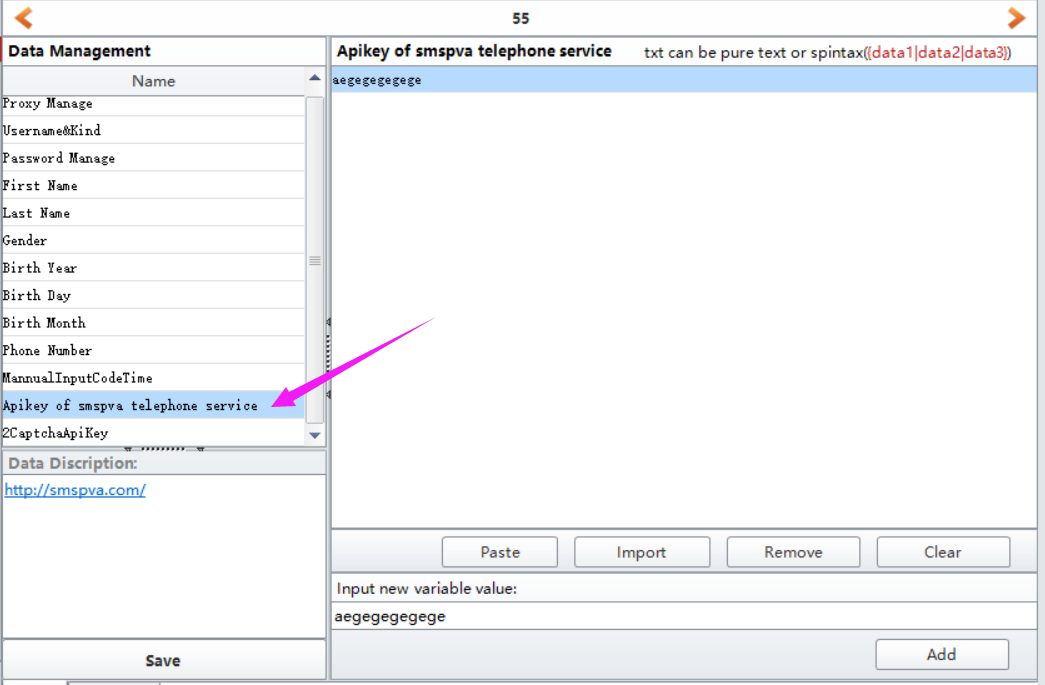 55
Data Management
Name
Proxy Manage
Username&Kind
Password Manage
First Name
Last Name
Gender
Birth Year
Birth Day
Birth Month
Phone Number
MannualInputCodeTime
Apikey of smspva telephone service
2CaptchaApiKey
Data Discription:
http://smspva.com/
Save
Apikey of smspva telephone service txt can be pure text or spintax({data1|data2|data3})
aegegegegege
Paste Import Remove Clear
Input new variable value:
aegegegegege
Add